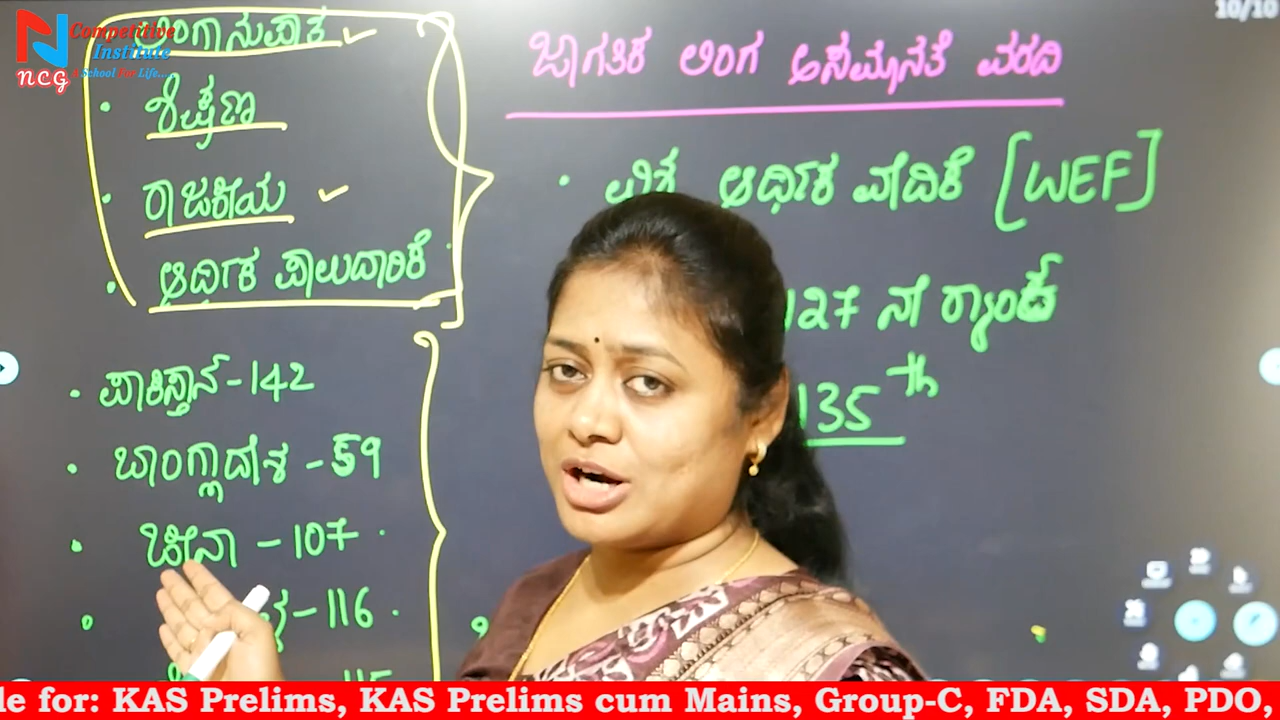 10/10
Competitive
Institute
A School For Life....
ncg
ಲಿಂಗಾನುಪಾತ
• ಶಿಕ್ಷಣ
• ರಾಜಕೀಯ
• ಆರ್ಥಿಕ ಪಾಲುದಾರಿಕೆ
• ಪಾಕಿಸ್ತಾನ - 142
• ಬಾಂಗ್ಲಾದೇಶ - 59
• ಚೀನಾ - 107
- 116
ಜಾಗತಿಕ ಲಿಂಗ ಅಸಮಾನತೆ ವರದಿ
• ವಿಶ್ವ ಆರ್ಥಿಕ ವೇದಿಕೆ [WEF]
127 ನೇ ರ‍್ಯಾಂಕ್
135th
le for: KAS Prelims, KAS Prelims cum Mains, Group-C, FDA, SDA, PDO,